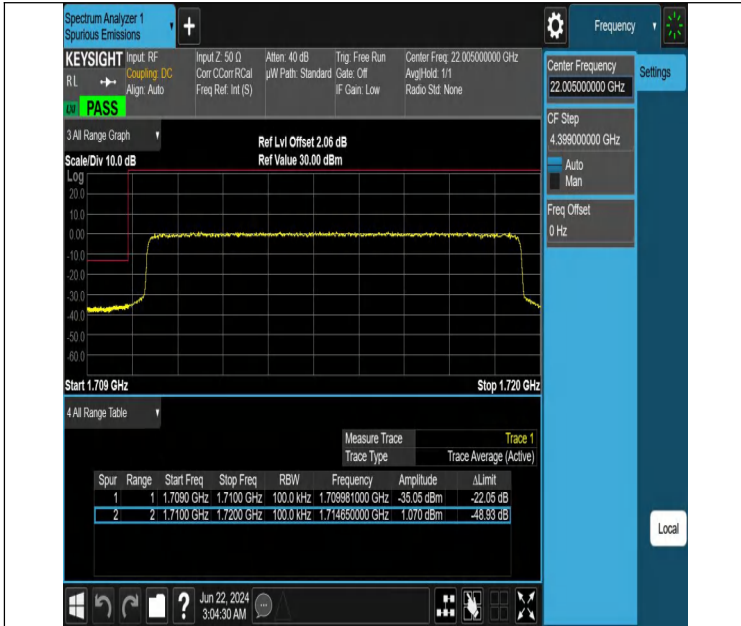 Spectrum Analyzer 1
Spurious Emissions
Frequency
KEYSIGHT
RL
PASS
Input: RF
Coupling: DC
Align: Auto
Input Z: 50 Ω
Corr CCorr RCal
Freq Ref: Int (S)
Atten: 40 dB
µW Path: Standard
Trig: Free Run
Gate: Off
IF Gain: Low
Center Freq: 22.005000000 GHz
Avg|Hold: 1/1
Radio Std: None
Center Frequency
22.005000000 GHz
Settings
CF Step
4.399000000 GHz
Auto
Man
Freq Offset
0 Hz
3 All Range Graph
Scale/Div 10.0 dB
Ref Lvl Offset 2.06 dB
Ref Value 30.00 dBm
Log
20.0
10.0
0.00
-10.0
-20.0
-30.0
-40.0
-50.0
-60.0
Start 1.709 GHz Stop 1.720 GHz
4 All Range Table
Measure Trace Trace 1
Trace Type Trace Average (Active)
Spur Range Start Freq Stop Freq RBW Frequency Amplitude ΔLimit
1 1 1.7090 GHz 1.7100 GHz 100.0 kHz 1.709981000 GHz -35.05 dBm -22.05 dB
2 2 1.7100 GHz 1.7200 GHz 100.0 kHz 1.714650000 GHz 1.070 dBm -48.93 dB
Local
Jun 22, 2024
3:04:30 AM